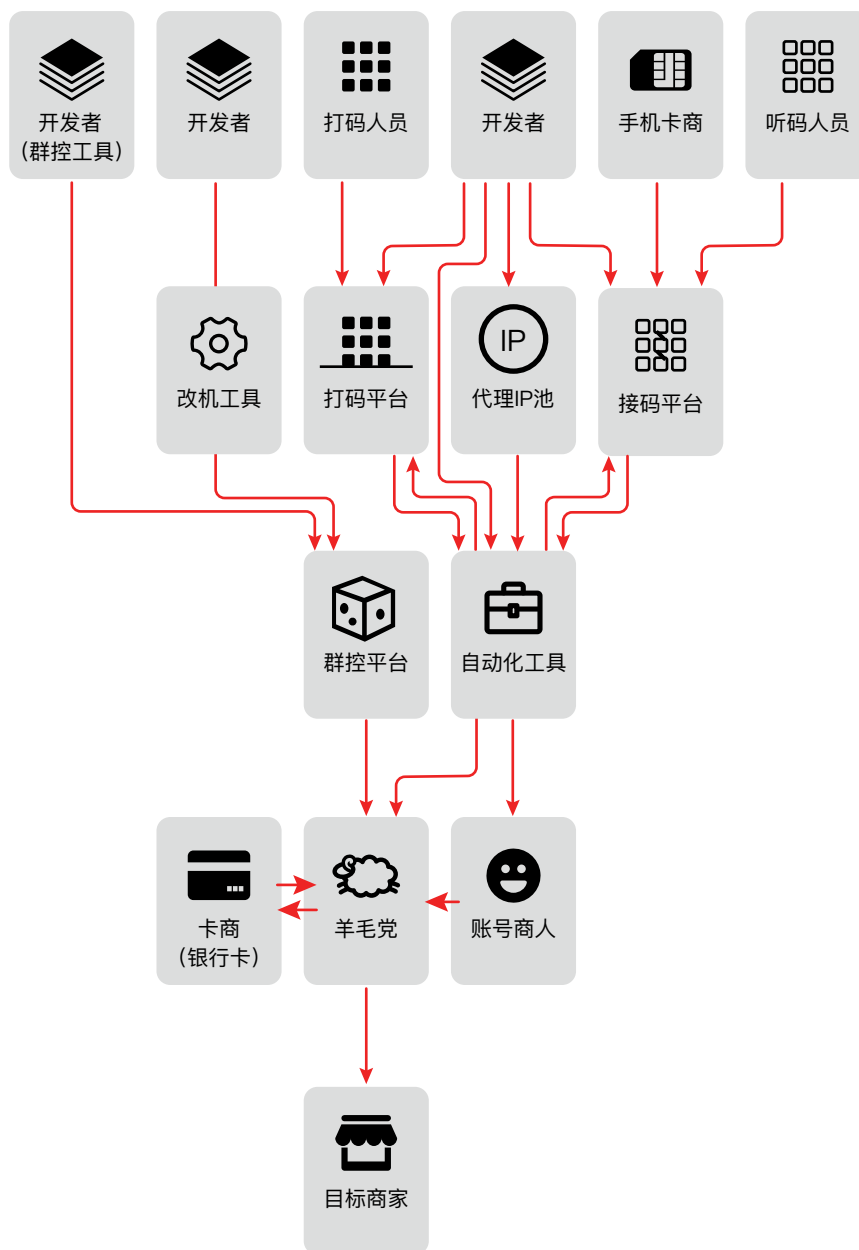 开发者
（群控工具）
开发者
打码人员
开发者
手机卡商
听码人员
改机工具
打码平台
IP
代理IP池
接码平台
群控平台
自动化工具
卡商
（银行卡）
羊毛党
账号商人
目标商家